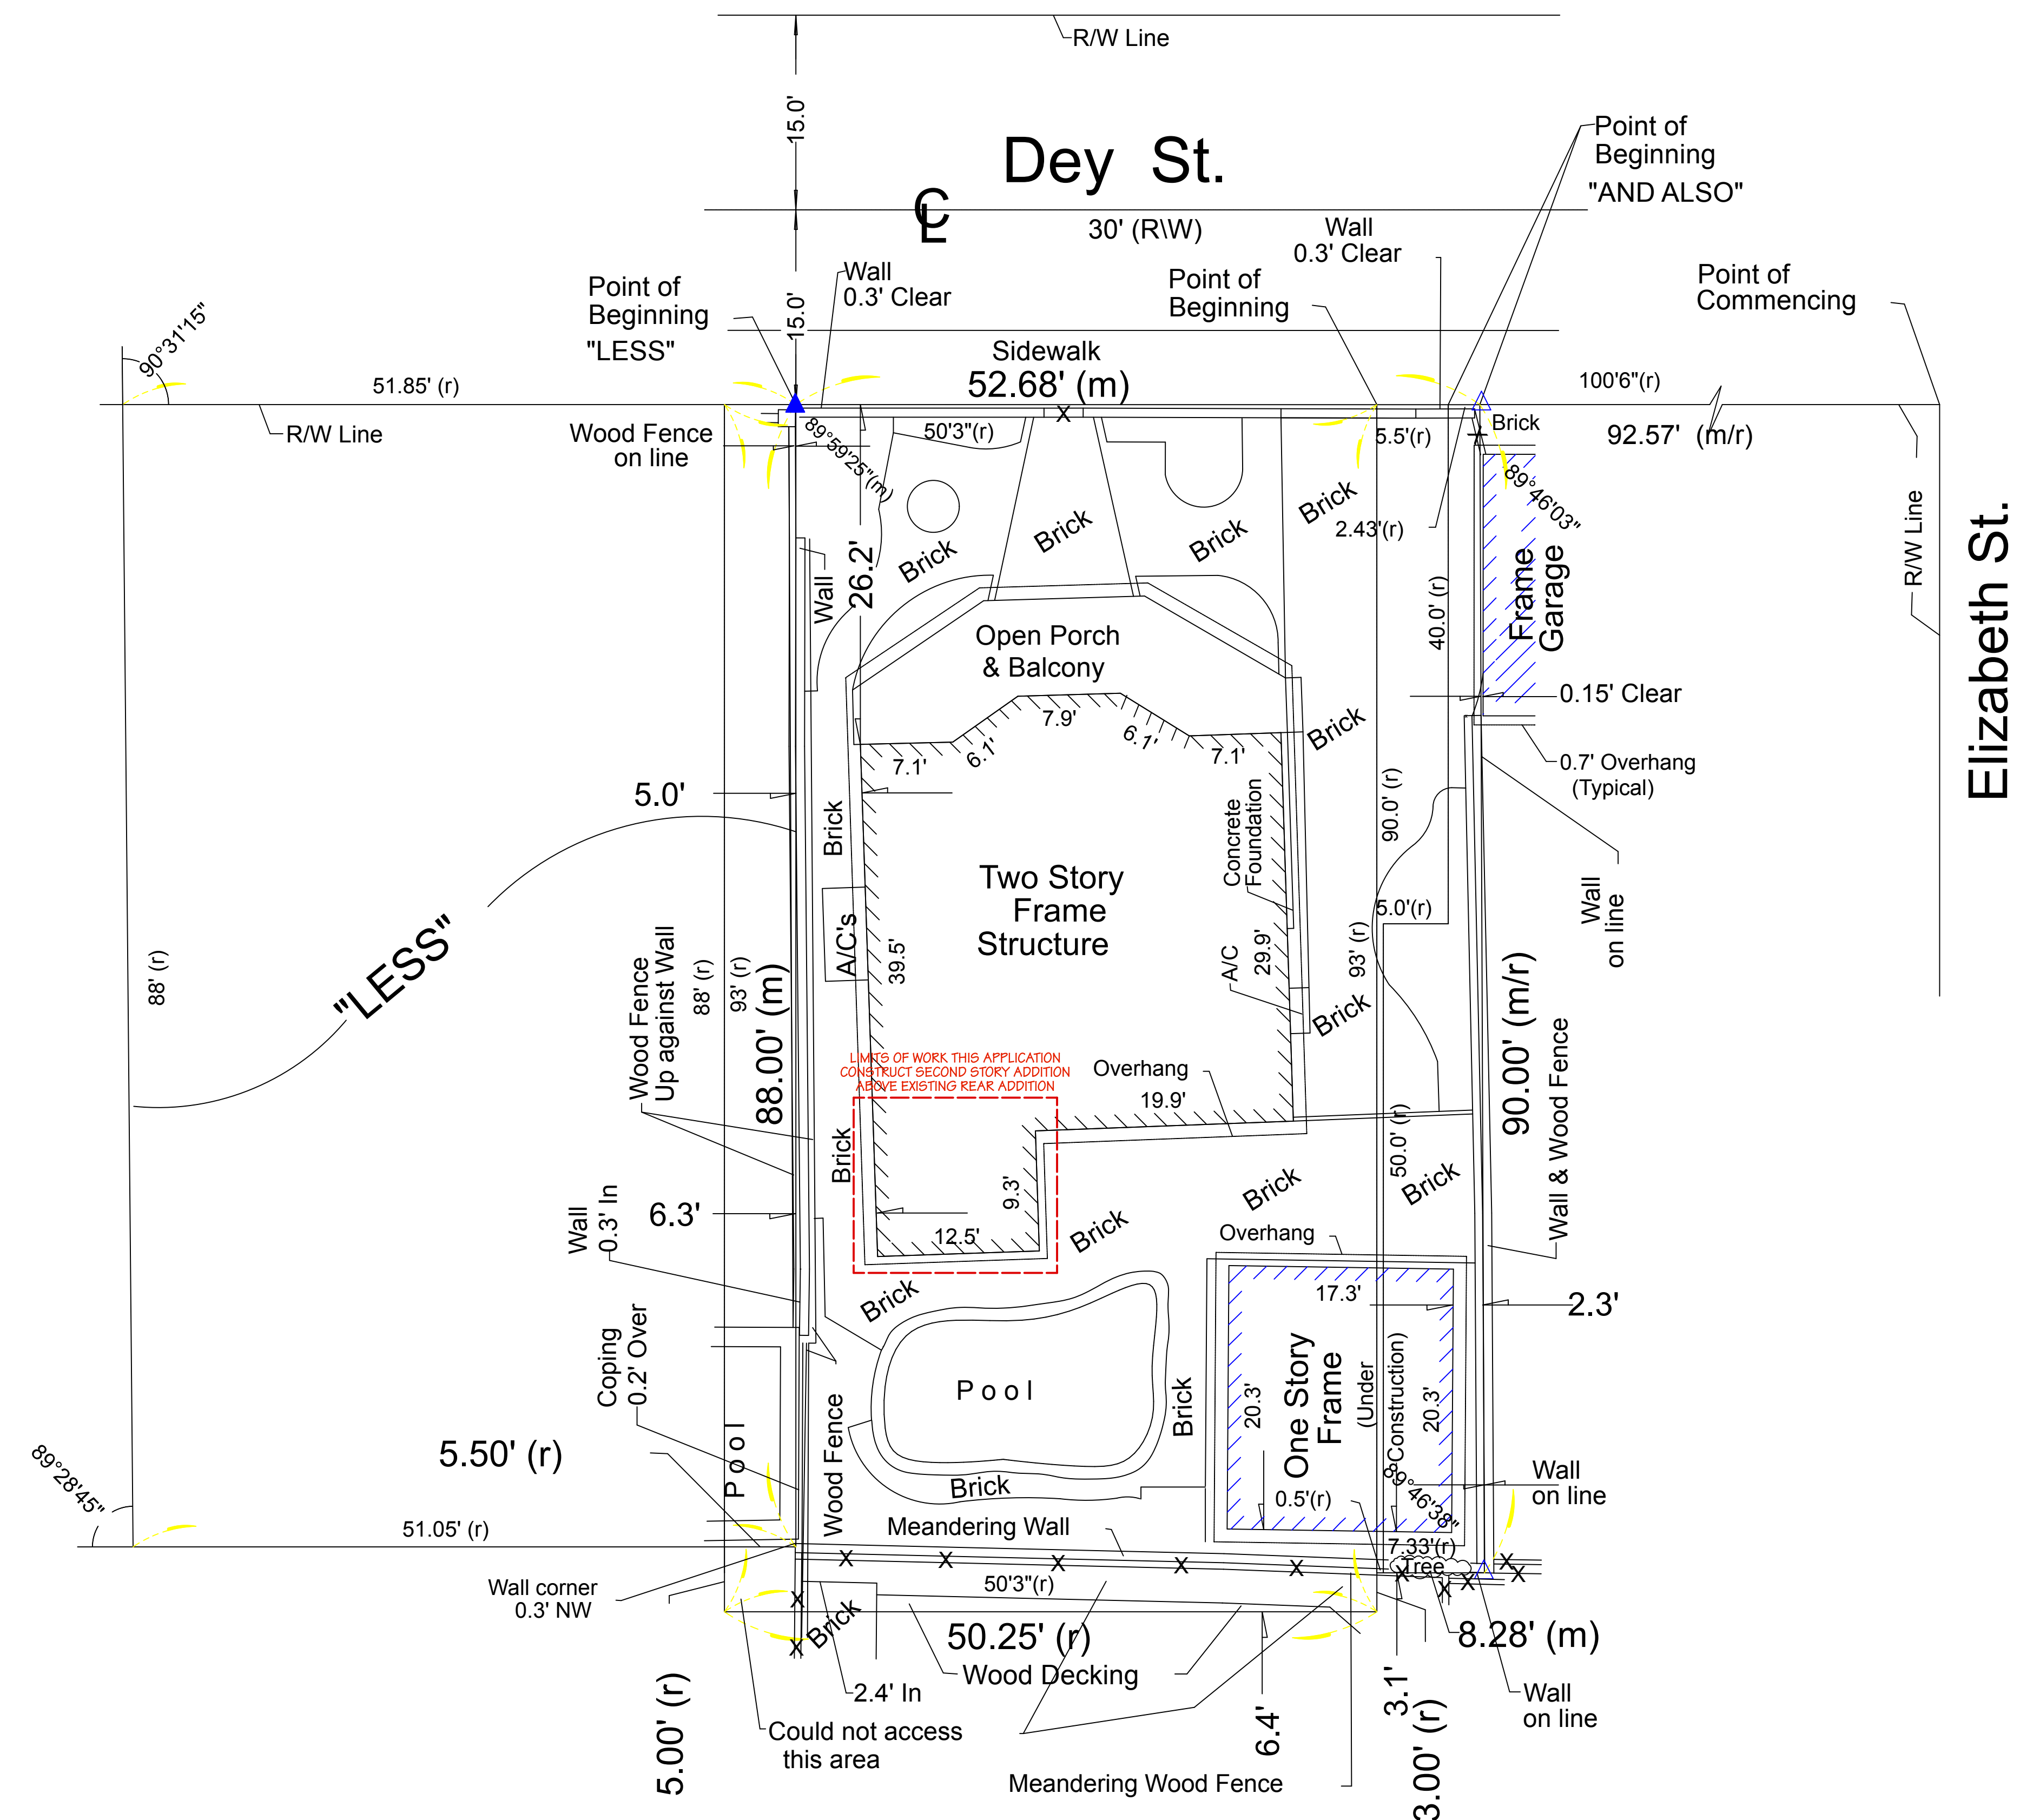 R/W Line
15.0'
Dey St.
CL
30' (R\W)
Point of
Beginning
"AND ALSO"
Wall
0.3' Clear
Point of
Beginning
"LESS"
Wall
0.3' Clear
15.0'
Point of
Beginning
Point of
Commencing
90°31'15"
51.85' (r)
Sidewalk
52.68' (m)
100'6"(r)
R/W Line
Wood Fence
on line
89°59'25"(m)
50'3"(r)
X
5.5'(r)
Brick
92.57' (m/r)
89°46'03"
2.43'(r)
Brick
Brick
Brick
Brick
R/W Line
Elizabeth St.
26.2'
Wall
40.0' (r)
Frame
Garage
Open Porch
& Balcony
0.15' Clear
7.9'
6.1'
6.1'
7.1'
7.1'
Brick
0.7' Overhang
(Typical)
5.0'
Brick
Concrete
Foundation
90.0' (r)
Two Story
Frame
Structure
Wall
on line
5.0'(r)
"LESS"
88' (r)
Wood Fence
Up against Wall
88' (r)
93' (r)
88.00' (m)
A/C's
39.5'
A/C
29.9'
93' (r)
Brick
90.00' (m/r)
Wall & Wood Fence
LIMITS OF WORK THIS APPLICATION
CONSTRUCT SECOND STORY ADDITION
ABOVE EXISTING REAR ADDITION
Overhang
19.9'
50.0' (r)
Brick
9.3'
12.5'
Brick
Brick
Brick
Wall
0.3' In
6.3'
Overhang
Brick
17.3'
2.3'
Coping
0.2' Over
Pool
Wood Fence
Pool
Brick
Brick
20.3'
One Story
Frame
(Under
Construction)
20.3'
5.50' (r)
89°28'45"
51.05' (r)
0.5'(r)
89°46'38"
Wall
on line
Meandering Wall
7.33'(r)
Tree
X X X X X X X X X X
Wall corner
0.3' NW
50'3"(r)
X
X
Brick
50.25' (r)
8.28' (m)
Wood Decking
2.4' In
Could not access
this area
5.00' (r)
6.4'
3.1'
3.00' (r)
Wall
on line
Meandering Wood Fence